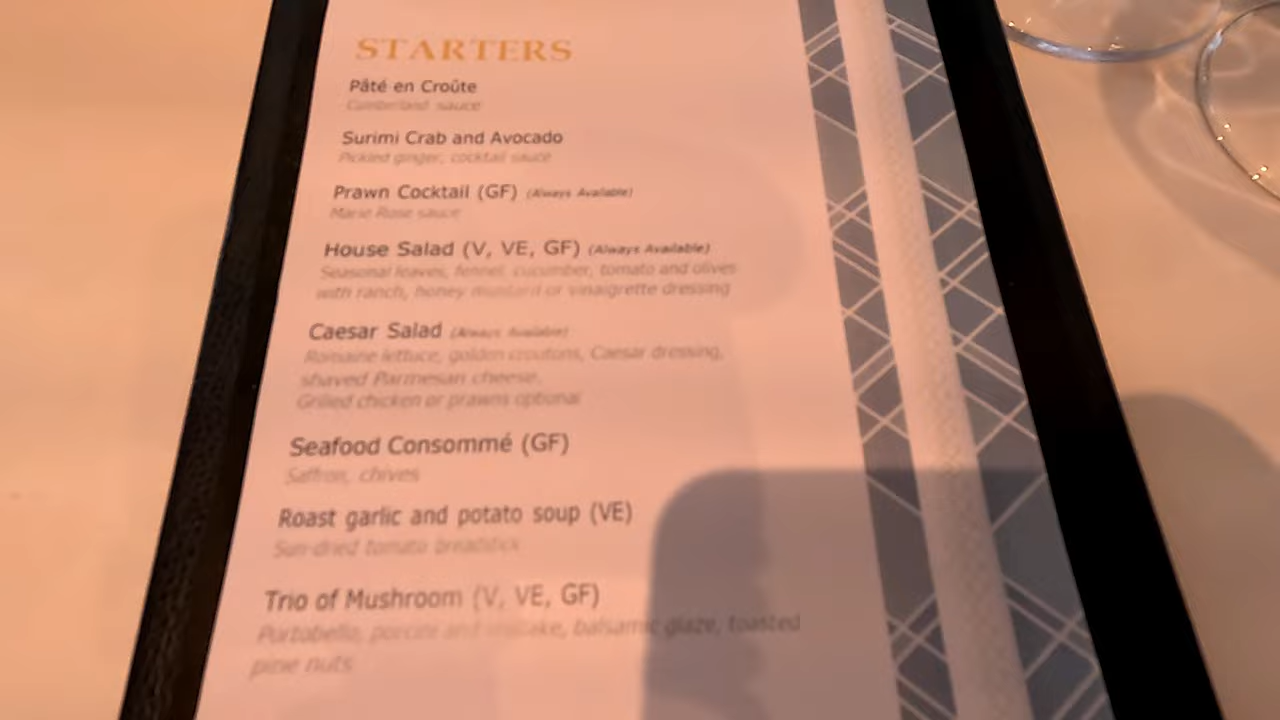 STARTERS
Pâté en Croûte
Cumberland sauce
Surimi Crab and Avocado
Pickled ginger, cocktail sauce
Prawn Cocktail (GF) (Always Available)
Marie Rose sauce
House Salad (V, VE, GF) (Always Available)
Seasonal leaves, fennel, cucumber, tomato and olives
with ranch, honey mustard or vinaigrette dressing
Caesar Salad (Always Available)
Romaine lettuce, golden croutons, Caesar dressing,
shaved Parmesan cheese.
Grilled chicken or prawns optional
Seafood Consommé (GF)
Saffron, chives
Roast garlic and potato soup (VE)
Sun-dried tomato breadstick
Trio of Mushroom (V, VE, GF)
Portobello, porcini and shiitake, balsamic glaze, toasted
pine nuts